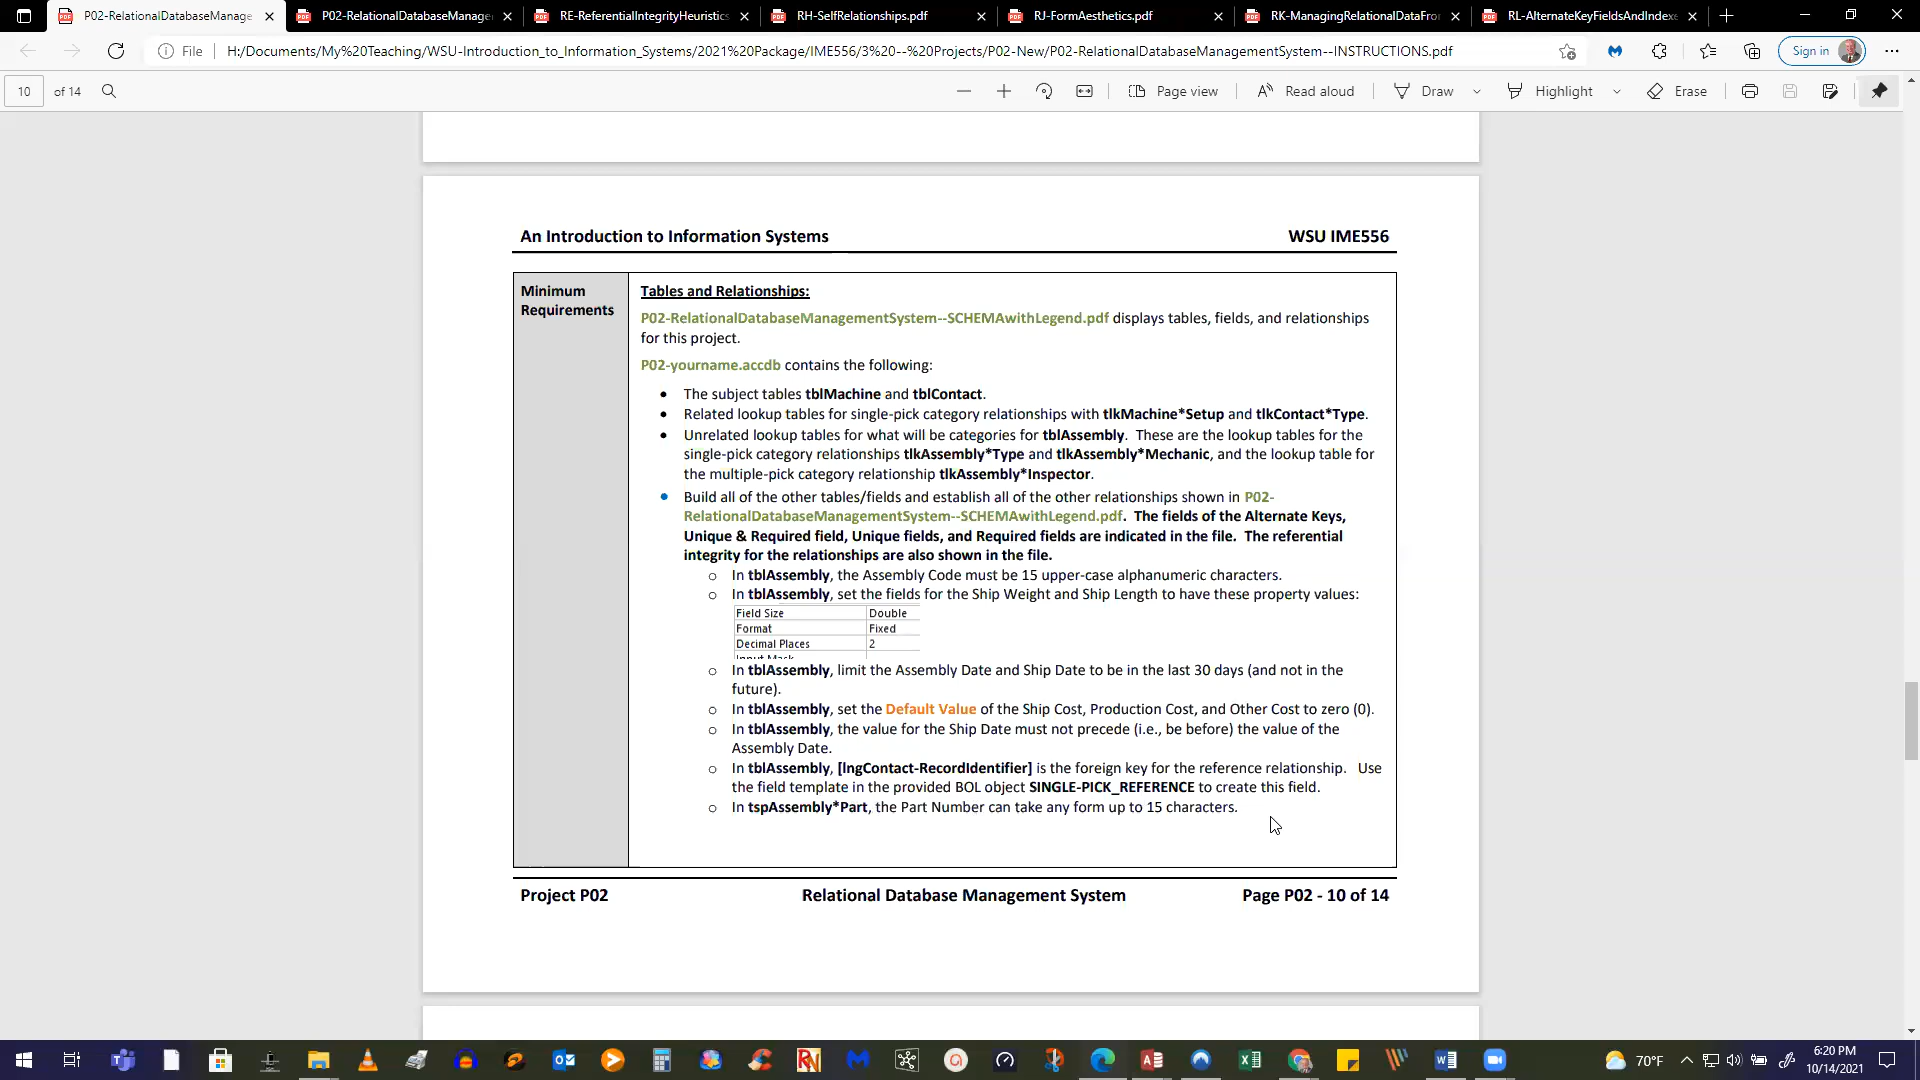 P02-RelationalDatabaseManage
P02-RelationalDatabaseManage
RE-ReferentialIntegrityHeuristics
RH-SelfRelationships.pdf
RJ-FormAesthetics.pdf
RK-ManagingRelationalDataFro
RL-AlternateKeyFieldsAndIndexe
File
H:/Documents/My%20Teaching/WSU-Introduction_to_Information_Systems/2021%20Package/IME556/3%20--%20Projects/P02-New/P02-RelationalDatabaseManagementSystem--INSTRUCTIONS.pdf
Sign in
10 of 14
Page view
Read aloud
Draw
Highlight
Erase
An Introduction to Information Systems
WSU IME556
Minimum
Requirements
Tables and Relationships:
P02-RelationalDatabaseManagementSystem--SCHEMAwithLegend.pdf displays tables, fields, and relationships
for this project.
P02-yourname.accdb contains the following:
• The subject tables tblMachine and tblContact.
• Related lookup tables for single-pick category relationships with tlkMachine*Setup and tlkContact*Type.
• Unrelated lookup tables for what will be categories for tblAssembly. These are the lookup tables for the
single-pick category relationships tlkAssembly*Type and tlkAssembly*Mechanic, and the lookup table for
the multiple-pick category relationship tlkAssembly*Inspector.
• Build all of the other tables/fields and establish all of the other relationships shown in P02-
RelationalDatabaseManagementSystem--SCHEMAwithLegend.pdf. The fields of the Alternate Keys,
Unique & Required field, Unique fields, and Required fields are indicated in the file. The referential
integrity for the relationships are also shown in the file.
o In tblAssembly, the Assembly Code must be 15 upper-case alphanumeric characters.
o In tblAssembly, set the fields for the Ship Weight and Ship Length to have these property values:
Field Size Double
Format Fixed
Decimal Places 2
Input Mask
o In tblAssembly, limit the Assembly Date and Ship Date to be in the last 30 days (and not in the
future).
o In tblAssembly, set the Default Value of the Ship Cost, Production Cost, and Other Cost to zero (0).
o In tblAssembly, the value for the Ship Date must not precede (i.e., be before) the value of the
Assembly Date.
o In tblAssembly, [lngContact-RecordIdentifier] is the foreign key for the reference relationship. Use
the field template in the provided BOL object SINGLE-PICK_REFERENCE to create this field.
o In tspAssembly*Part, the Part Number can take any form up to 15 characters.
Project P02
Relational Database Management System
Page P02 - 10 of 14
70°F
6:20 PM
10/14/2021